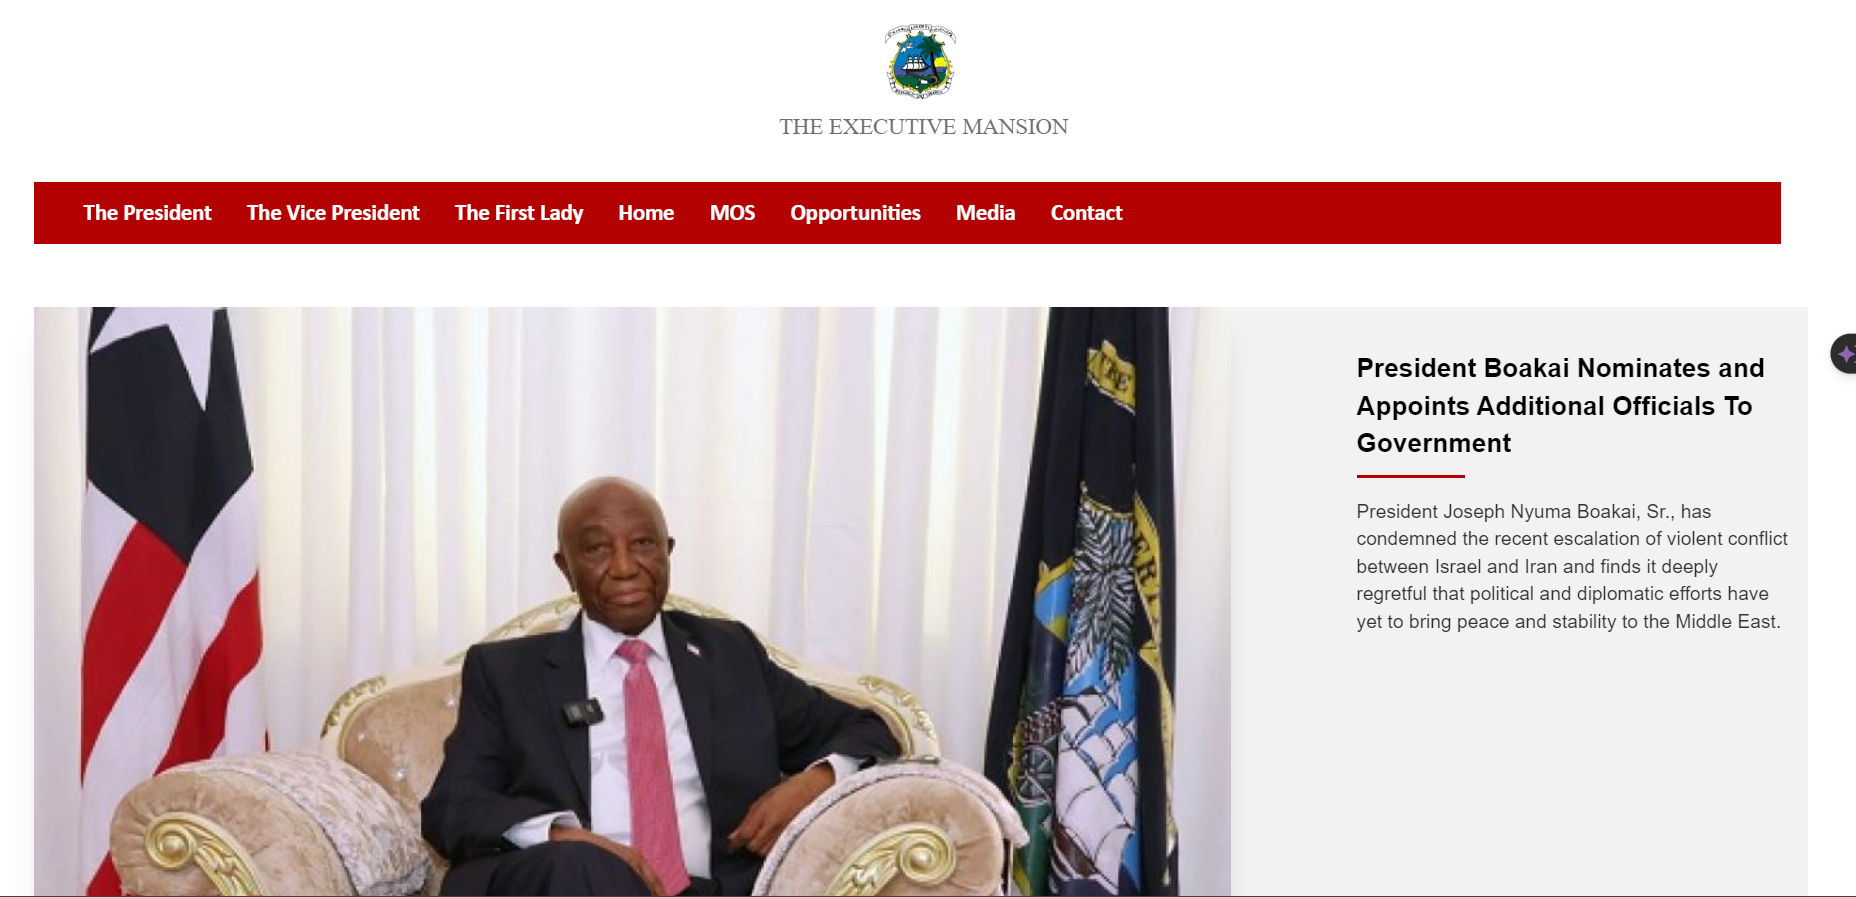 THE EXECUTIVE MANSION
The President The Vice President The First Lady Home MOS Opportunities Media Contact
President Boakai Nominates and
Appoints Additional Officials To
Government
President Joseph Nyuma Boakai, Sr., has
condemned the recent escalation of violent conflict
between Israel and Iran and finds it deeply
regretful that political and diplomatic efforts have
yet to bring peace and stability to the Middle East.